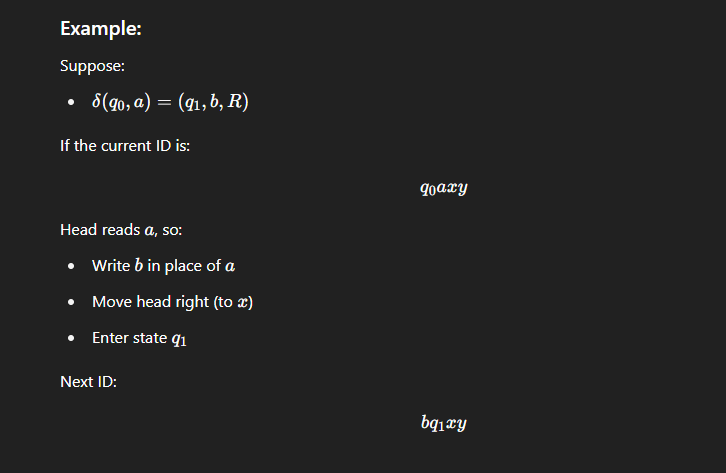 Example:
Suppose:
• δ(q₀, a) = (q₁, b, R)
If the current ID is:
q₀axy
Head reads a, so:
• Write b in place of a
• Move head right (to x)
• Enter state q₁
Next ID:
bq₁xy